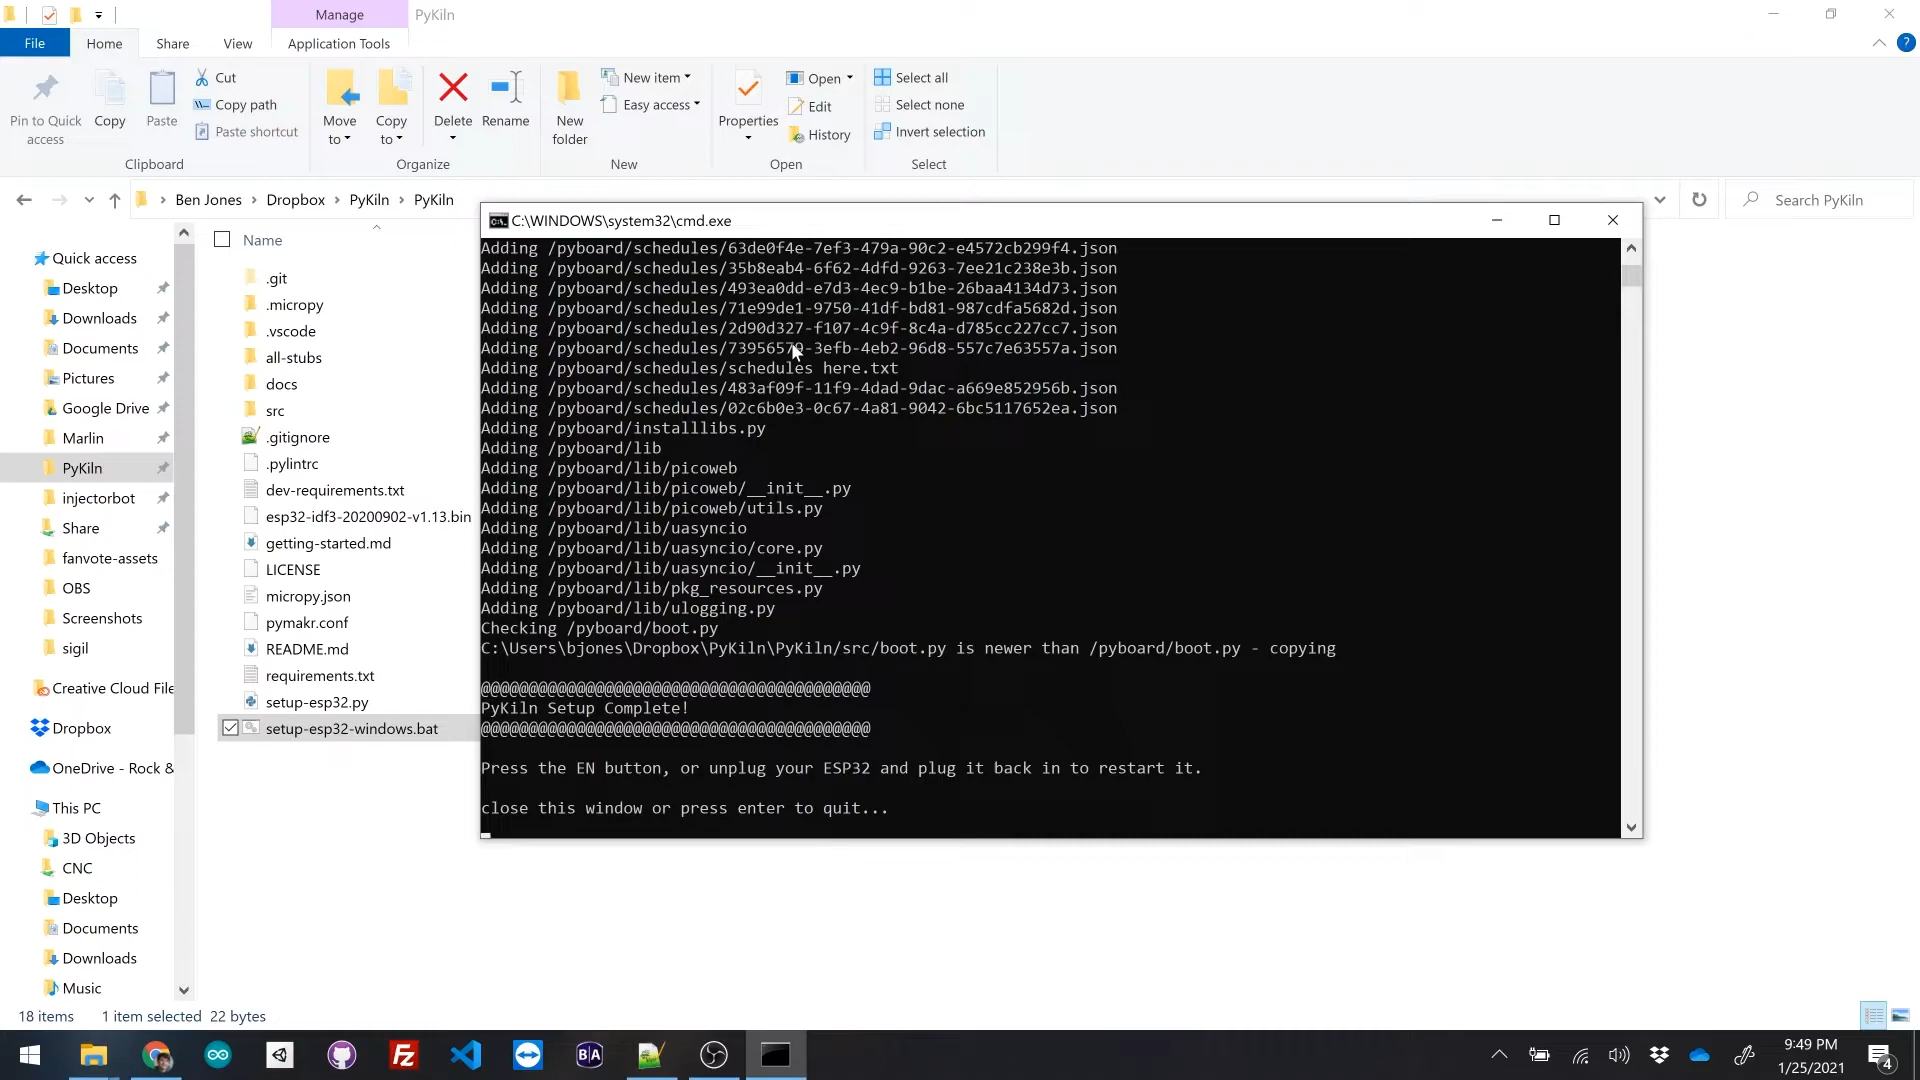 Manage
PyKiln
File
Home
Share
View
Application Tools
Pin to Quick access
Copy
Paste
Cut
Copy path
Paste shortcut
Clipboard
Move to
Copy to
Delete
Rename
Organize
New folder
New item
Easy access
New
Properties
Open
Edit
History
Open
Select all
Select none
Invert selection
Select
Ben Jones > Dropbox > PyKiln > PyKiln
Search PyKiln
Quick access
Desktop
Downloads
Documents
Pictures
Google Drive
Marlin
PyKiln
injectorbot
Share
fanvote-assets
OBS
Screenshots
sigil
Creative Cloud File
Dropbox
OneDrive - Rock &
This PC
3D Objects
CNC
Desktop
Documents
Downloads
Music
Name
.git
.micropy
.vscode
all-stubs
docs
src
.gitignore
.pylintrc
dev-requirements.txt
esp32-idf3-20200902-v1.13.bin
getting-started.md
LICENSE
micropy.json
pymakr.conf
README.md
requirements.txt
setup-esp32.py
setup-esp32-windows.bat
C:\WINDOWS\system32\cmd.exe
Adding /pyboard/schedules/63de0f4e-7ef3-479a-90c2-e4572cb299f4.json
Adding /pyboard/schedules/35b8eab4-6f62-4dfd-9263-7ee21c238e3b.json
Adding /pyboard/schedules/493ea0dd-e7d3-4ec9-b1be-26baa4134d73.json
Adding /pyboard/schedules/71e99de1-9750-41df-bd81-987cdfa5682d.json
Adding /pyboard/schedules/2d90d327-f107-4c9f-8c4a-d785cc227cc7.json
Adding /pyboard/schedules/73956579-3efb-4eb2-96d8-557c7e63557a.json
Adding /pyboard/schedules/schedules here.txt
Adding /pyboard/schedules/483af09f-11f9-4dad-9dac-a669e852956b.json
Adding /pyboard/schedules/02c6b0e3-0c67-4a81-9042-6bc5117652ea.json
Adding /pyboard/installlibs.py
Adding /pyboard/lib
Adding /pyboard/lib/picoweb
Adding /pyboard/lib/picoweb/__init__.py
Adding /pyboard/lib/picoweb/utils.py
Adding /pyboard/lib/uasyncio
Adding /pyboard/lib/uasyncio/core.py
Adding /pyboard/lib/uasyncio/__init__.py
Adding /pyboard/lib/pkg_resources.py
Adding /pyboard/lib/ulogging.py
Checking /pyboard/boot.py
C:\Users\bjones\Dropbox\PyKiln\PyKiln/src/boot.py is newer than /pyboard/boot.py - copying
@@@@@@@@@@@@@@@@@@@@@@@@@@@@@@@@@@@@@@@@@
PyKiln Setup Complete!
@@@@@@@@@@@@@@@@@@@@@@@@@@@@@@@@@@@@@@@@@
Press the EN button, or unplug your ESP32 and plug it back in to restart it.
close this window or press enter to quit...
18 items
1 item selected 22 bytes
B|A
9:49 PM
1/25/2021
4